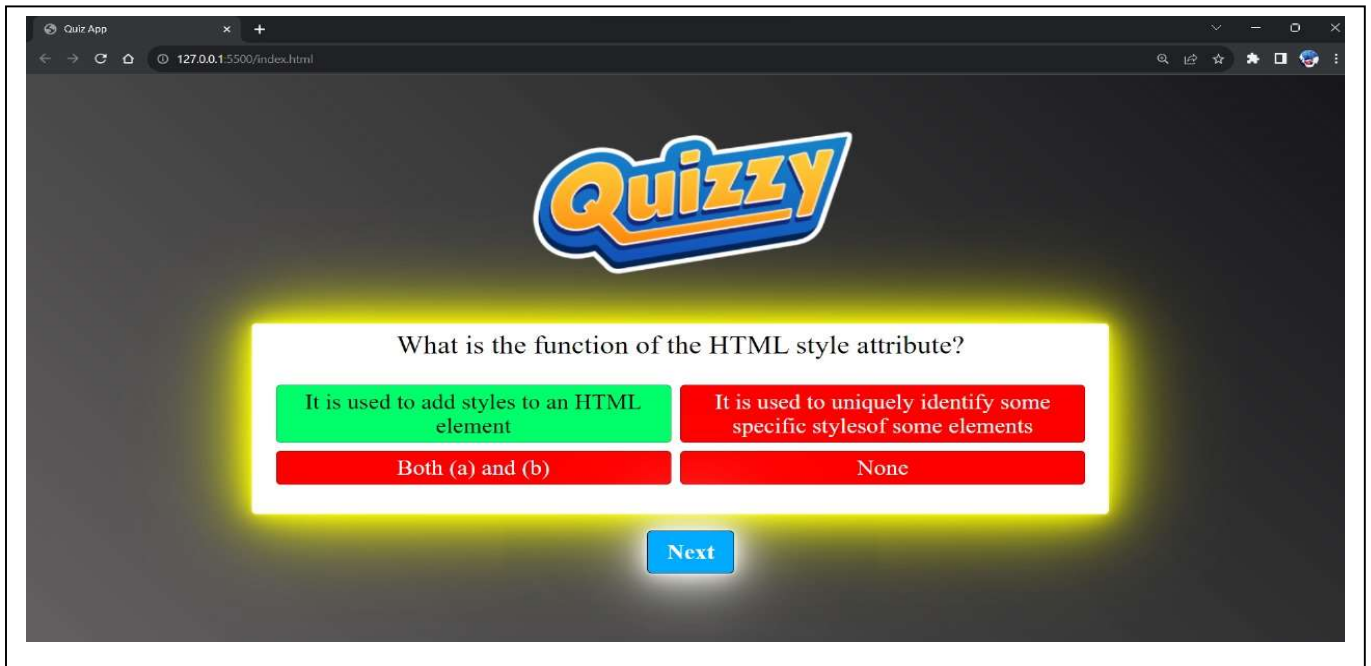 Quiz App
127.0.0.1:5500/index.html
Quizzy
What is the function of the HTML style attribute?
It is used to add styles to an HTML
element
It is used to uniquely identify some
specific stylesof some elements
Both (a) and (b)
None
Next